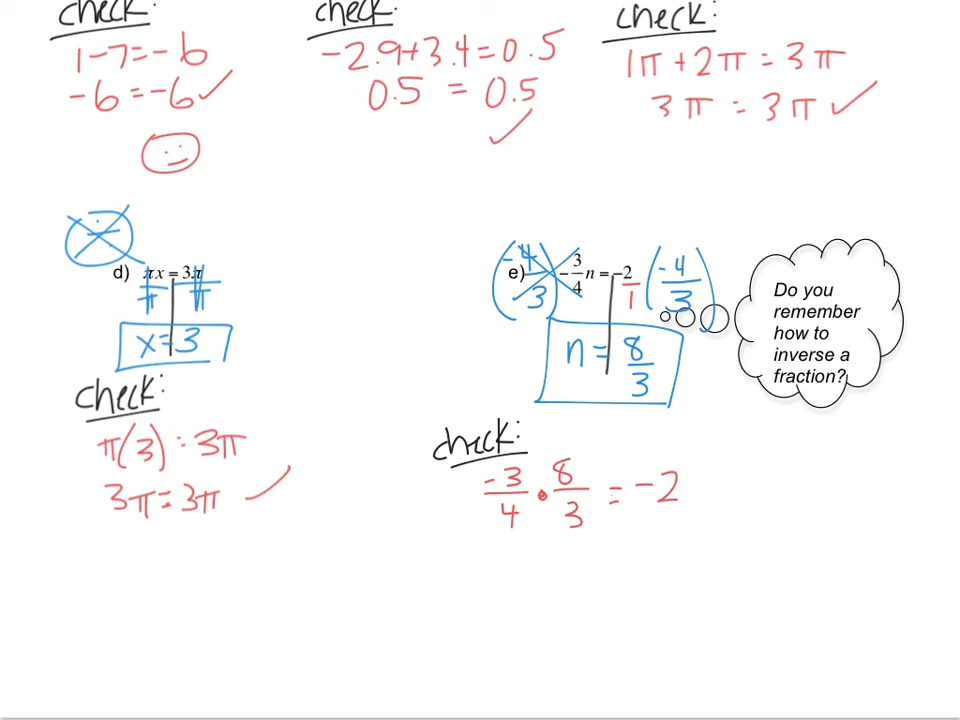 check:
1-7=-6
-6=-6✓
check:
-2.9+3.4=0.5
0.5 = 0.5
✓
check:
1π+2π=3π
3π=3π✓
d) πx = 3π
π π
x=3
check:
π(3)=3π
3π=3π ✓
e) (-4/3) -3/4 n = -2/1 (-4/3)
n = 8/3
Do you
remember
how to
inverse a
fraction?
check:
-3/4 • 8/3 = -2